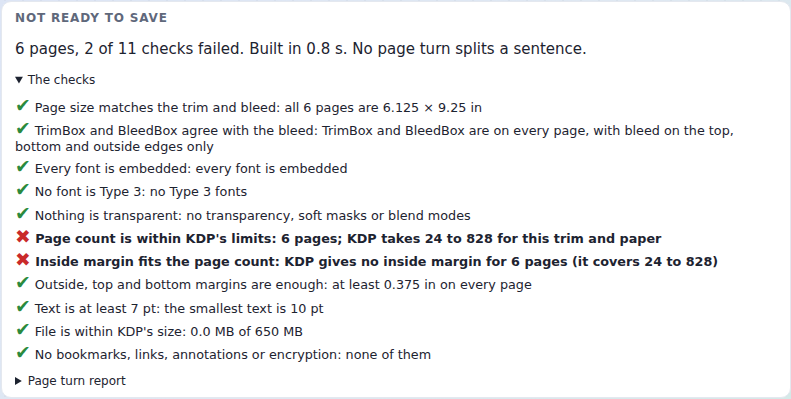 NOT READY TO SAVE
6 pages, 2 of 11 checks failed. Built in 0.8 s. No page turn splits a sentence.
▼ The checks
✔ Page size matches the trim and bleed: all 6 pages are 6.125 × 9.25 in
✔ TrimBox and BleedBox agree with the bleed: TrimBox and BleedBox are on every page, with bleed on the top,
bottom and outside edges only
✔ Every font is embedded: every font is embedded
✔ No font is Type 3: no Type 3 fonts
✔ Nothing is transparent: no transparency, soft masks or blend modes
✖ Page count is within KDP's limits: 6 pages; KDP takes 24 to 828 for this trim and paper
✖ Inside margin fits the page count: KDP gives no inside margin for 6 pages (it covers 24 to 828)
✔ Outside, top and bottom margins are enough: at least 0.375 in on every page
✔ Text is at least 7 pt: the smallest text is 10 pt
✔ File is within KDP's size: 0.0 MB of 650 MB
✔ No bookmarks, links, annotations or encryption: none of them
▶ Page turn report